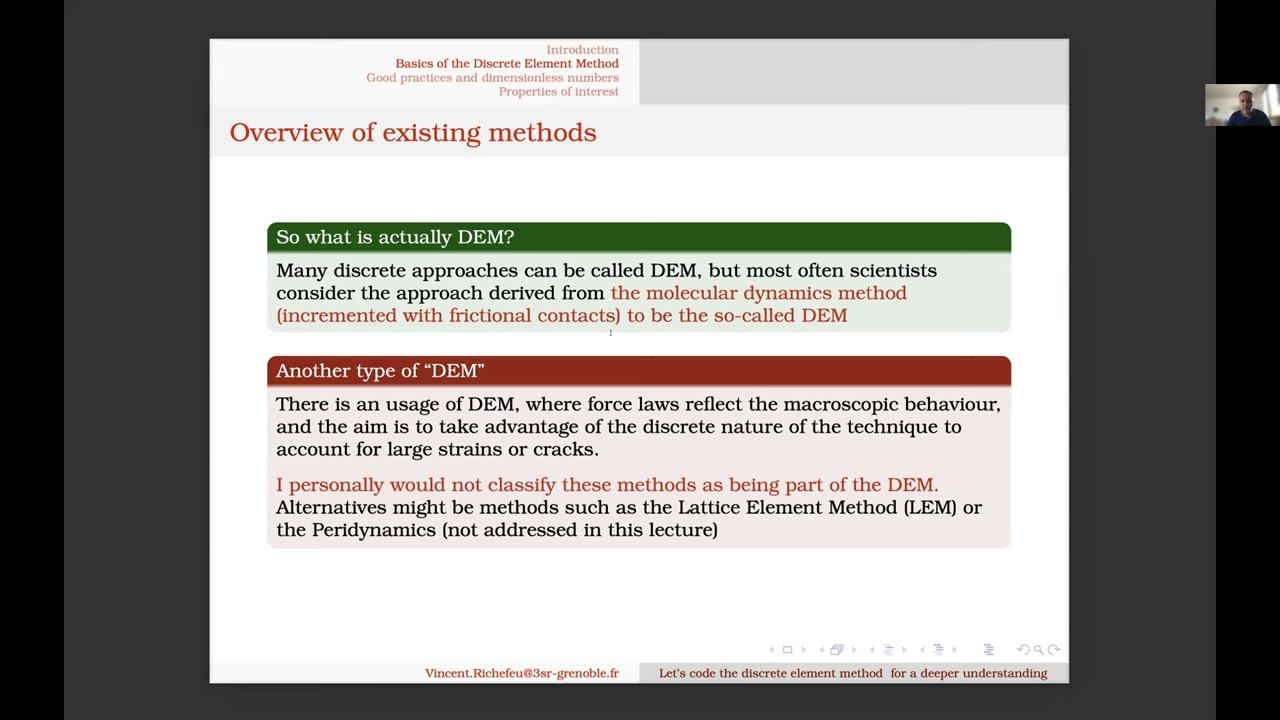 Introduction
Basics of the Discrete Element Method
Good practices and dimensionless numbers
Properties of interest
Overview of existing methods
So what is actually DEM?
Many discrete approaches can be called DEM, but most often scientists
consider the approach derived from the molecular dynamics method
(incremented with frictional contacts) to be the so-called DEM
Another type of “DEM”
There is an usage of DEM, where force laws reflect the macroscopic behaviour,
and the aim is to take advantage of the discrete nature of the technique to
account for large strains or cracks.
I personally would not classify these methods as being part of the DEM.
Alternatives might be methods such as the Lattice Element Method (LEM) or
the Peridynamics (not addressed in this lecture)
Vincent.Richefeu@3sr-grenoble.fr
Let's code the discrete element method for a deeper understanding